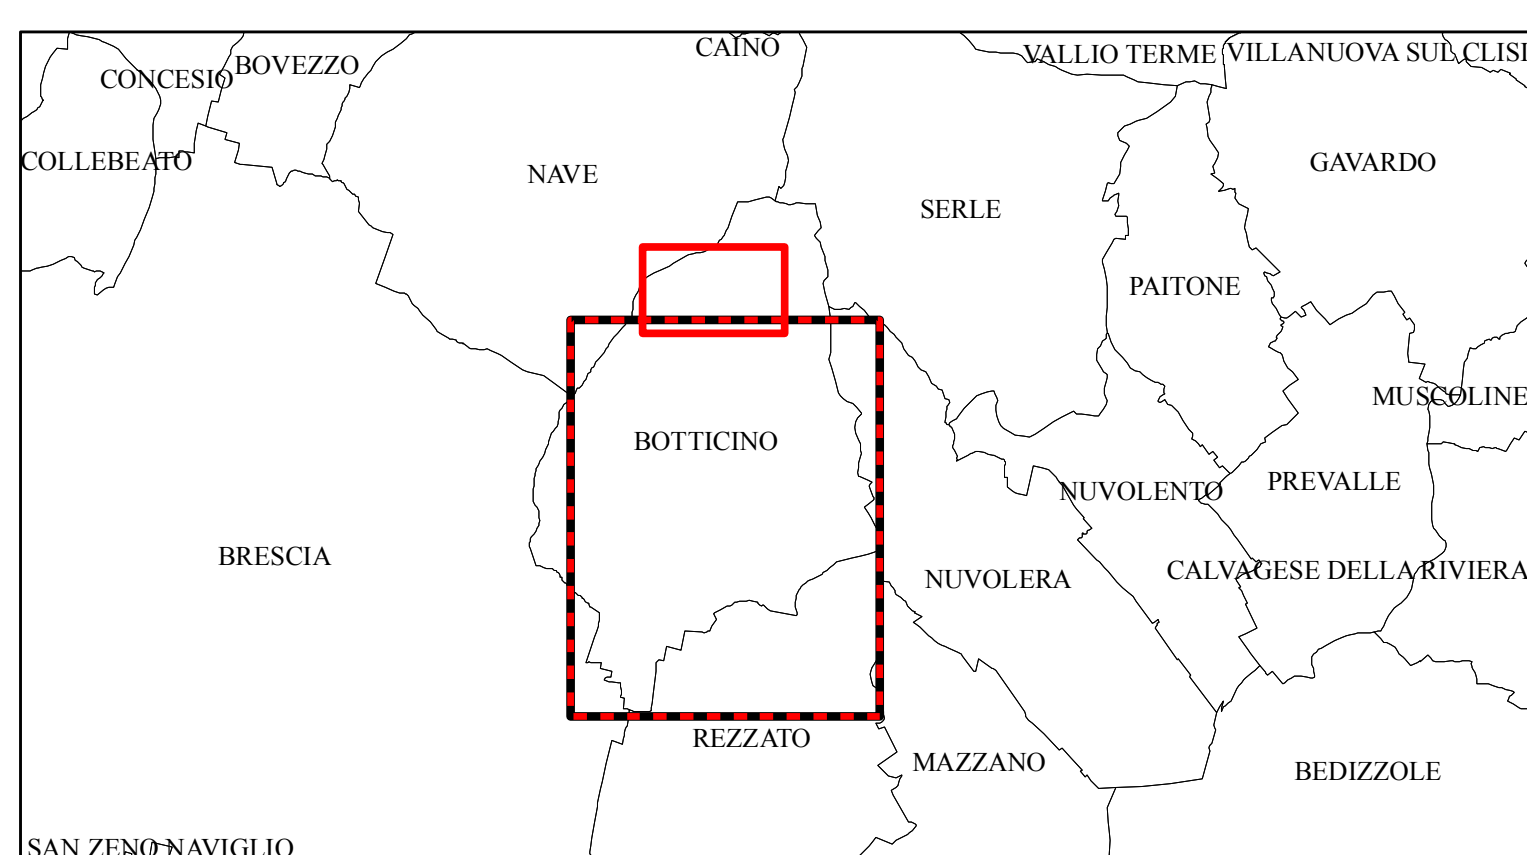 CAINO
VALLIO TERME
VILLANUOVA SUL CLISI
BOVEZZO
CONCESIO
COLLEBEATO
NAVE
GAVARDO
SERLE
PAITONE
MUSCOLINE
BOTTICINO
PREVALLE
NUVOLENTO
BRESCIA
CALVAGESE DELLA RIVIERA
NUVOLERA
REZZATO
MAZZANO
BEDIZZOLE
SAN ZENO NAVIGLIO